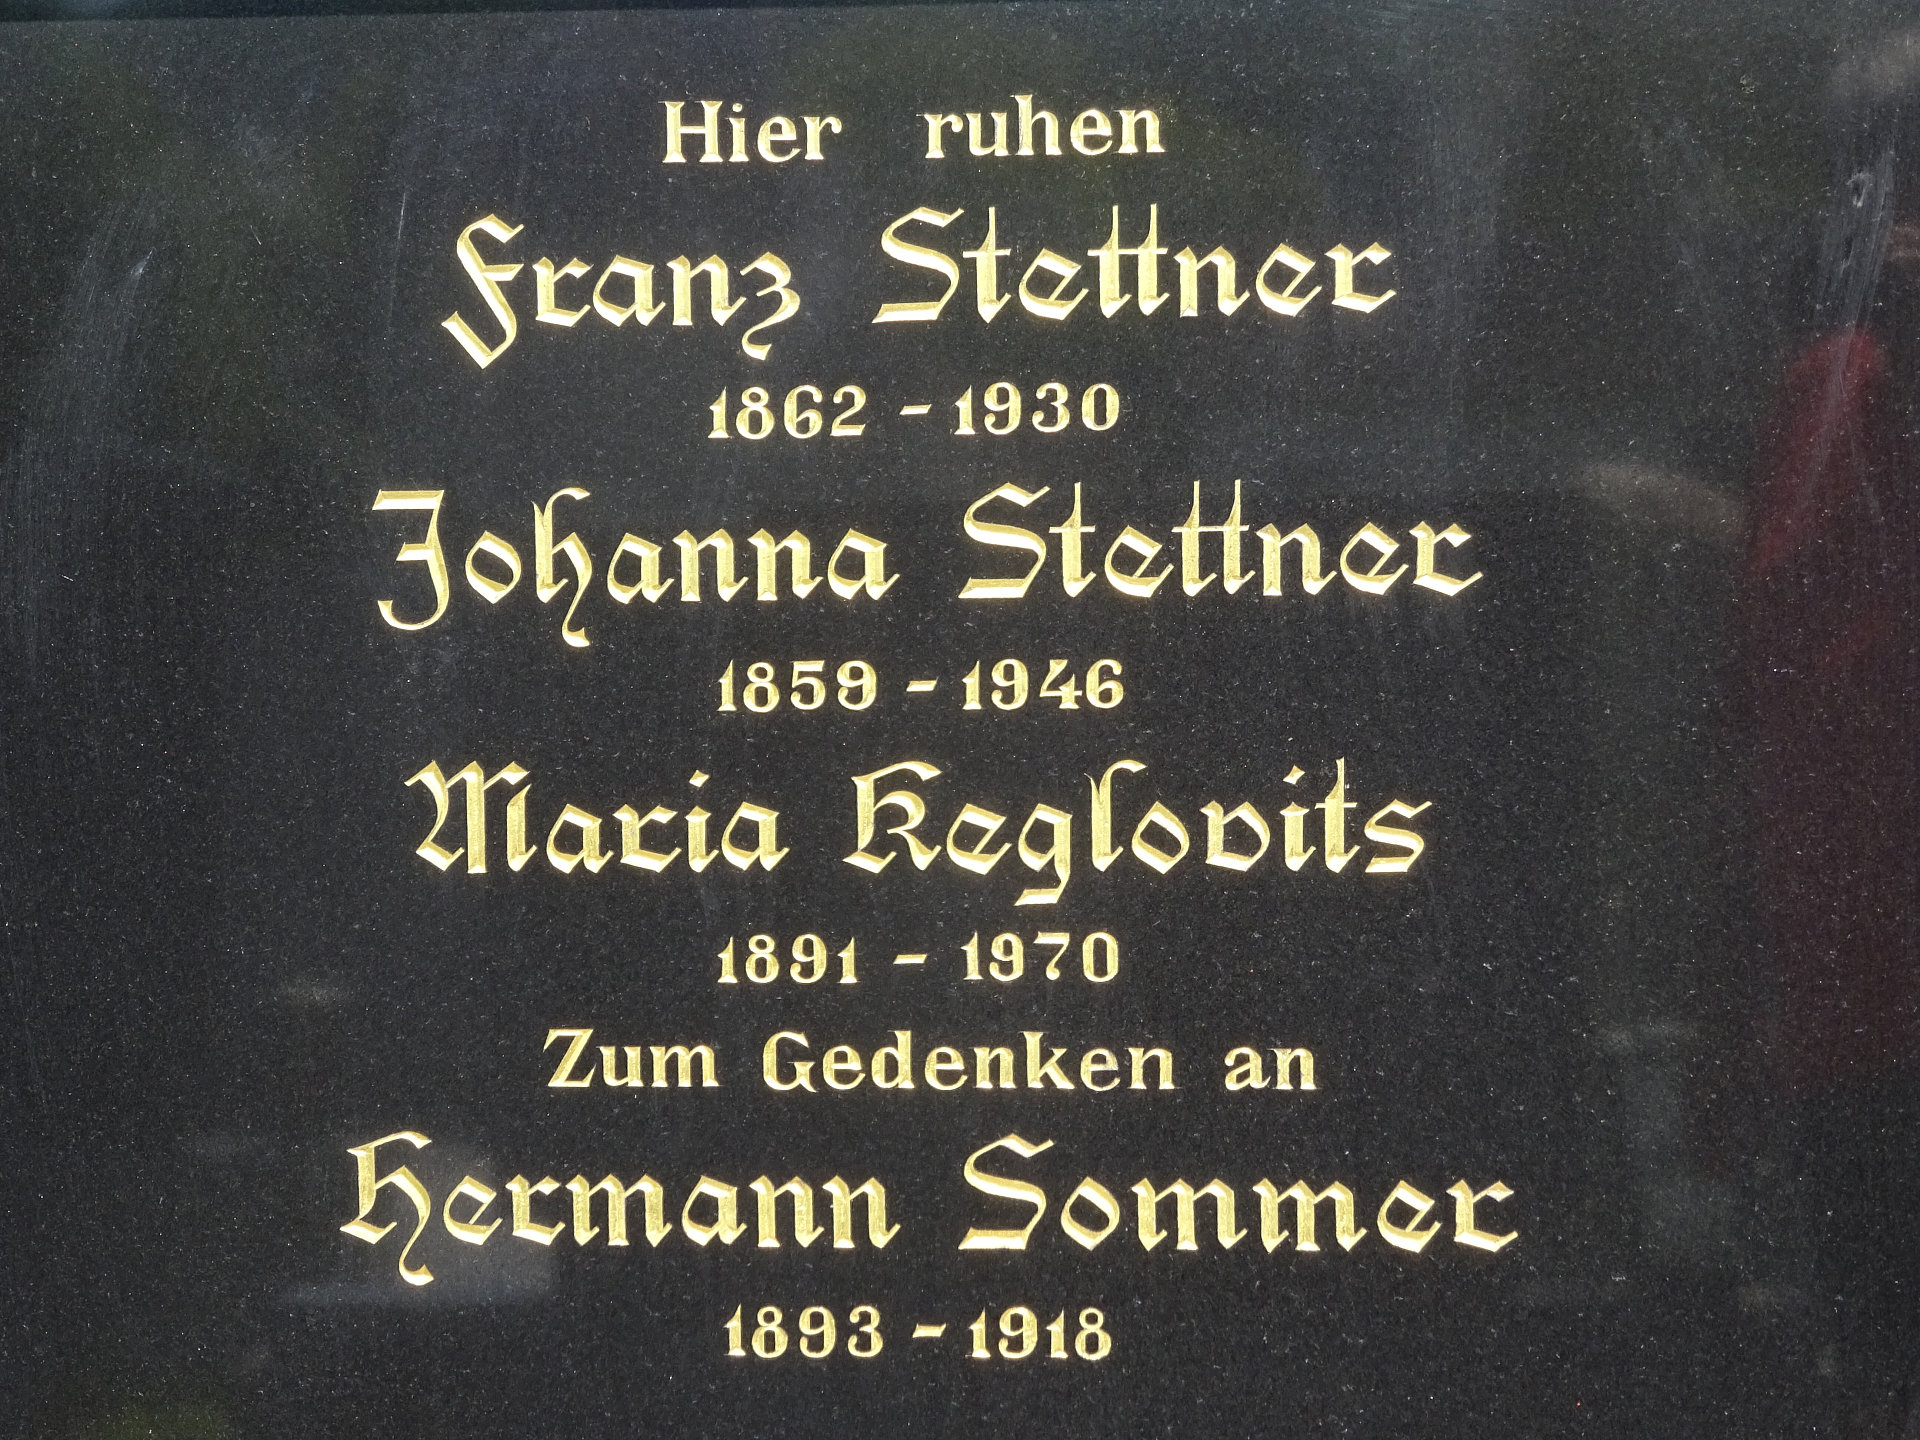 Hier ruhen
Franz Stettner
1862 - 1930
Johanna Stettner
1859 - 1946
Maria Keglovits
1891 - 1970
Zum Gedenken an
Hermann Sommer
1893 - 1918